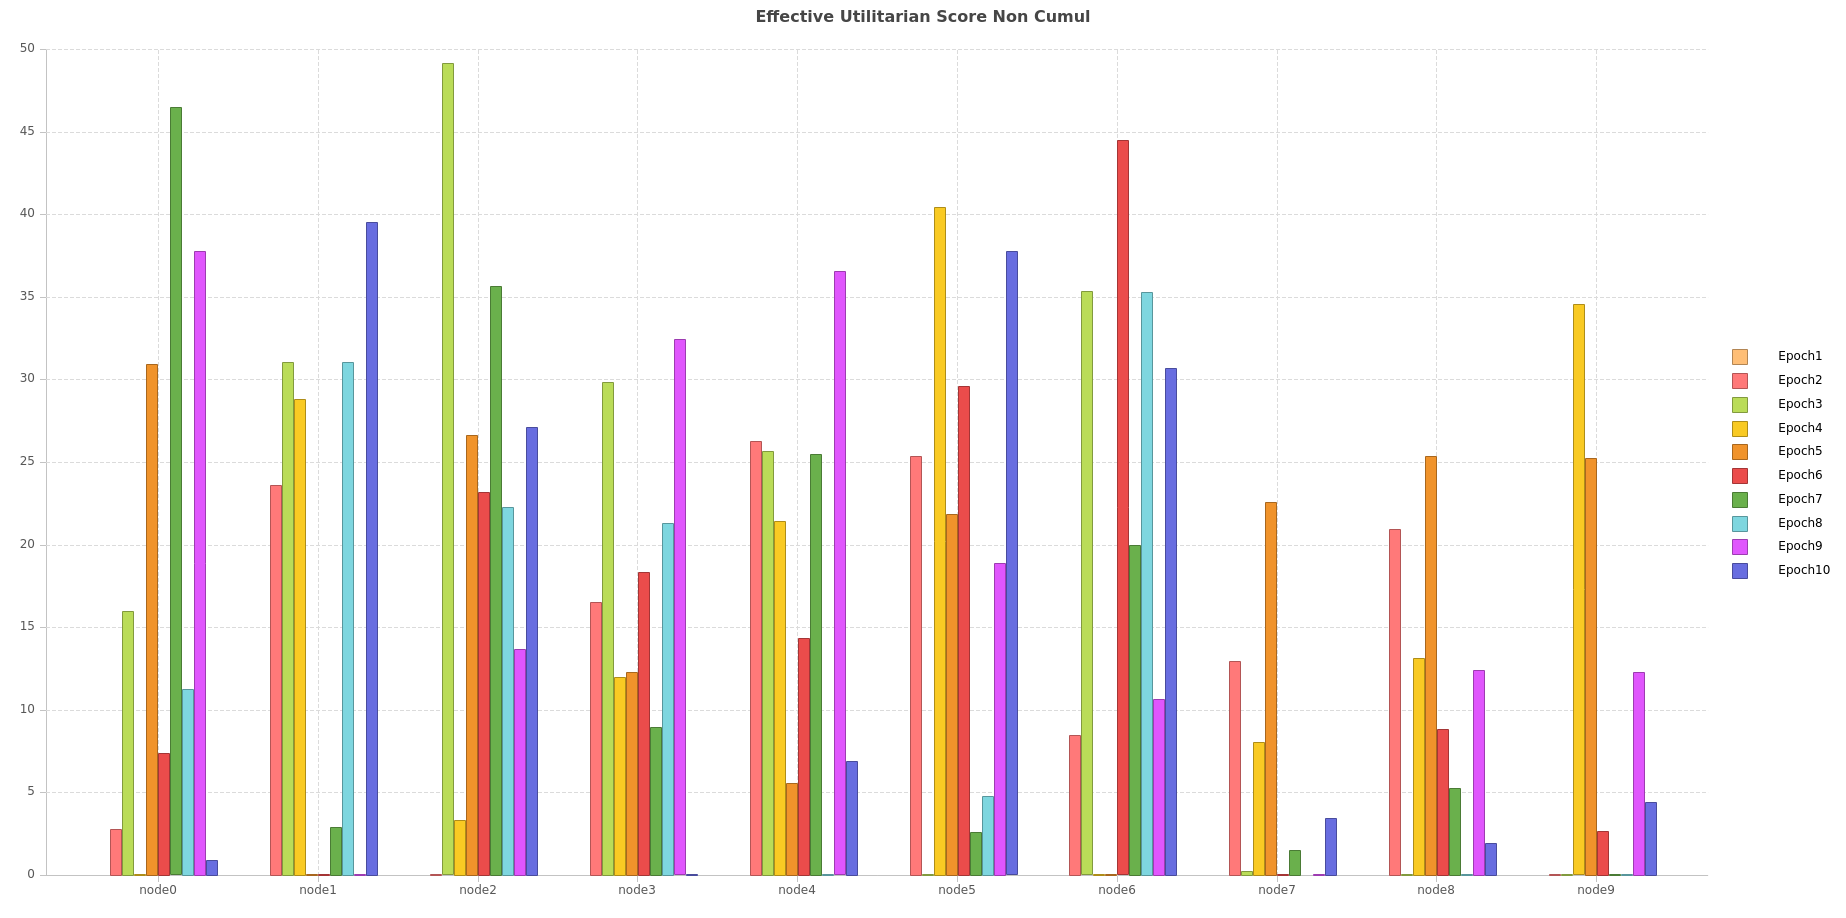 Effective Utilitarian Score Non Cumul
50
45
40
35
30
25
20
15
10
5
0
node0 node1 node2 node3 node4 node5 node6 node7 node8 node9
Epoch1
Epoch2
Epoch3
Epoch4
Epoch5
Epoch6
Epoch7
Epoch8
Epoch9
Epoch10